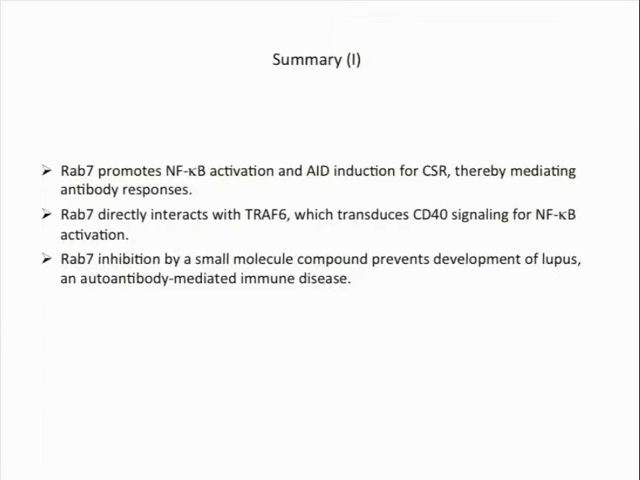 Summary (I)
➢ Rab7 promotes NF-κB activation and AID induction for CSR, thereby mediating
antibody responses.
➢ Rab7 directly interacts with TRAF6, which transduces CD40 signaling for NF-κB
activation.
➢ Rab7 inhibition by a small molecule compound prevents development of lupus,
an autoantibody-mediated immune disease.